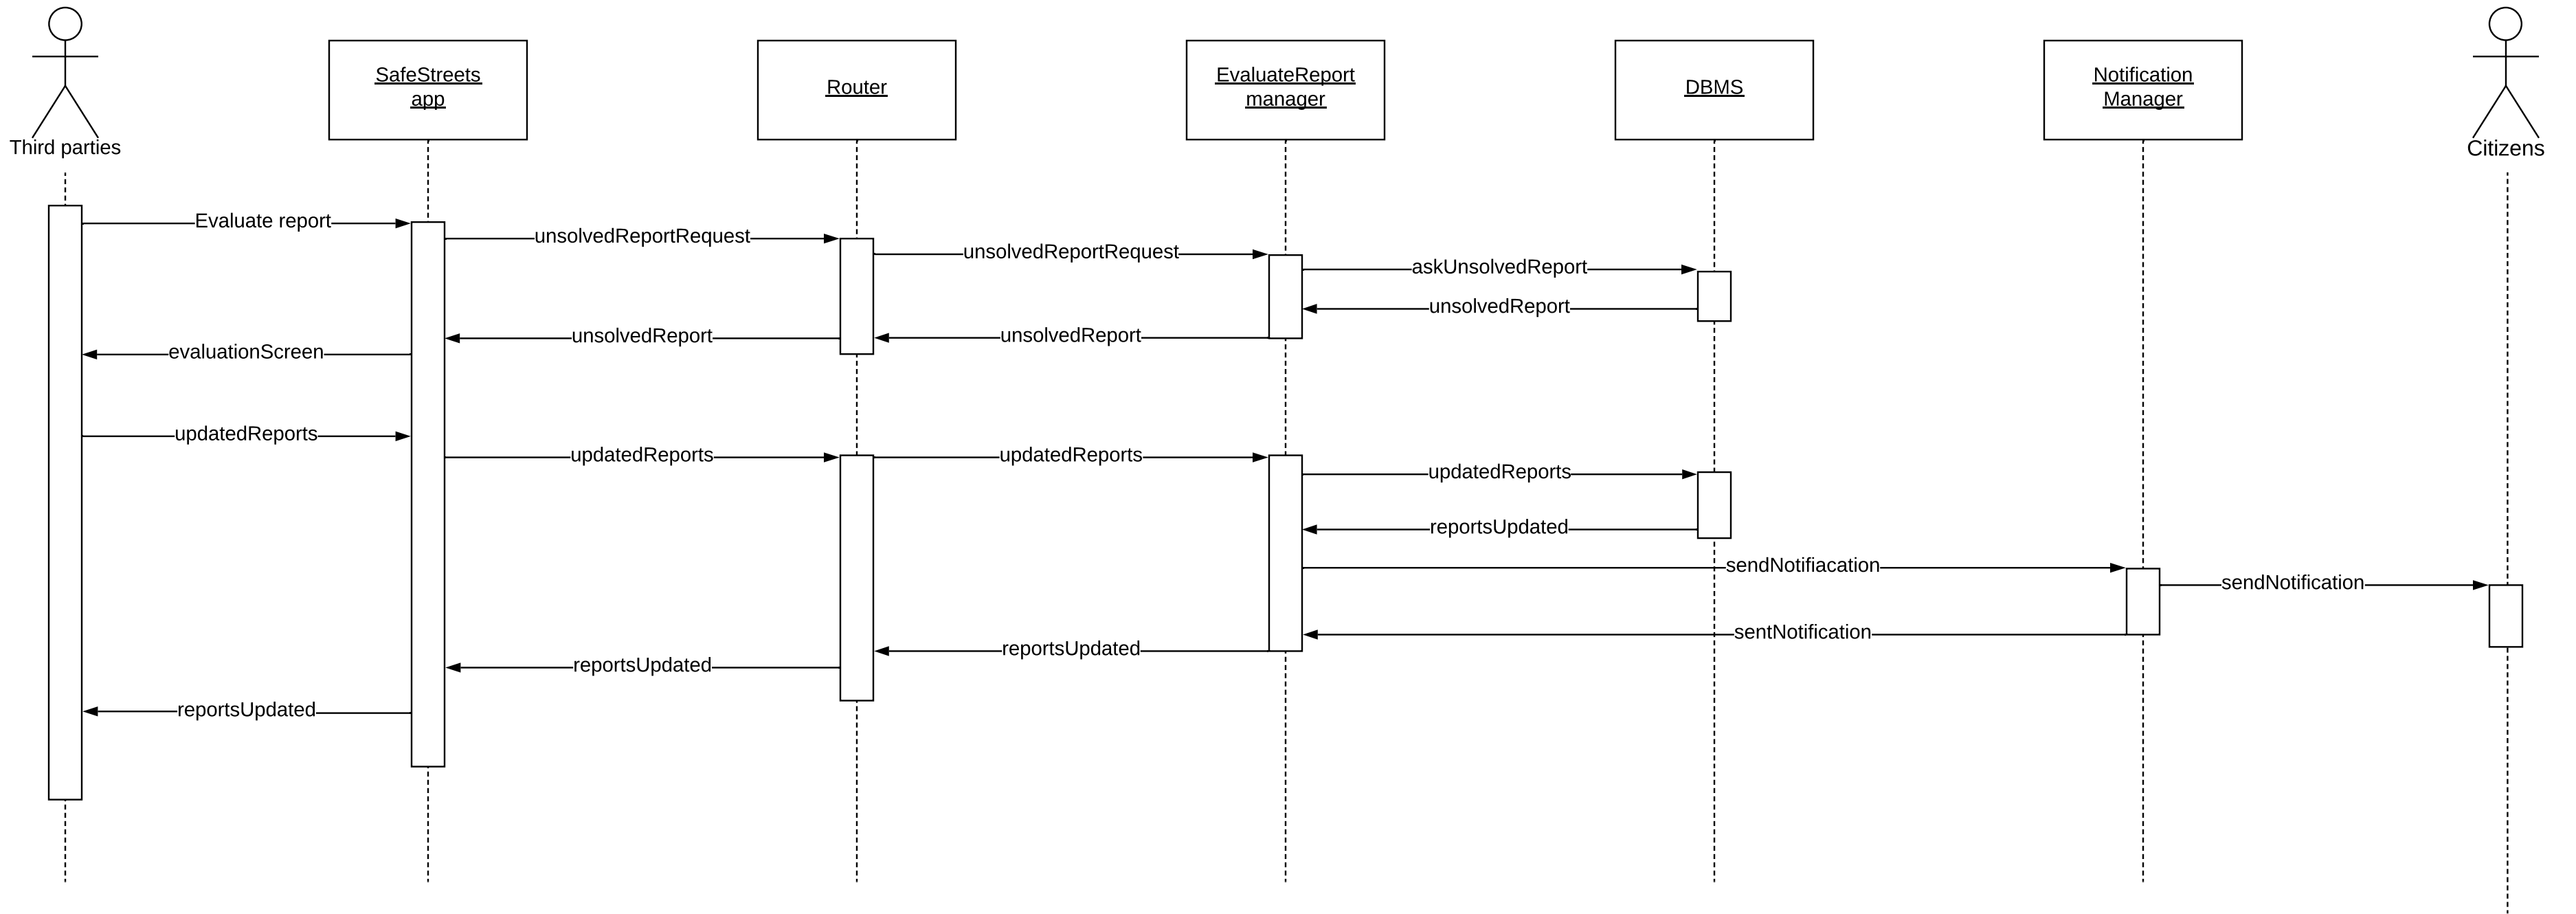 Third parties
SafeStreets
app
Router
EvaluateReport
manager
DBMS
Notification
Manager
Citizens
Evaluate report
unsolvedReportRequest
unsolvedReportRequest
askUnsolvedReport
unsolvedReport
unsolvedReport
unsolvedReport
evaluationScreen
updatedReports
updatedReports
updatedReports
updatedReports
reportsUpdated
sendNotifiacation
sendNotification
sentNotification
reportsUpdated
reportsUpdated
reportsUpdated